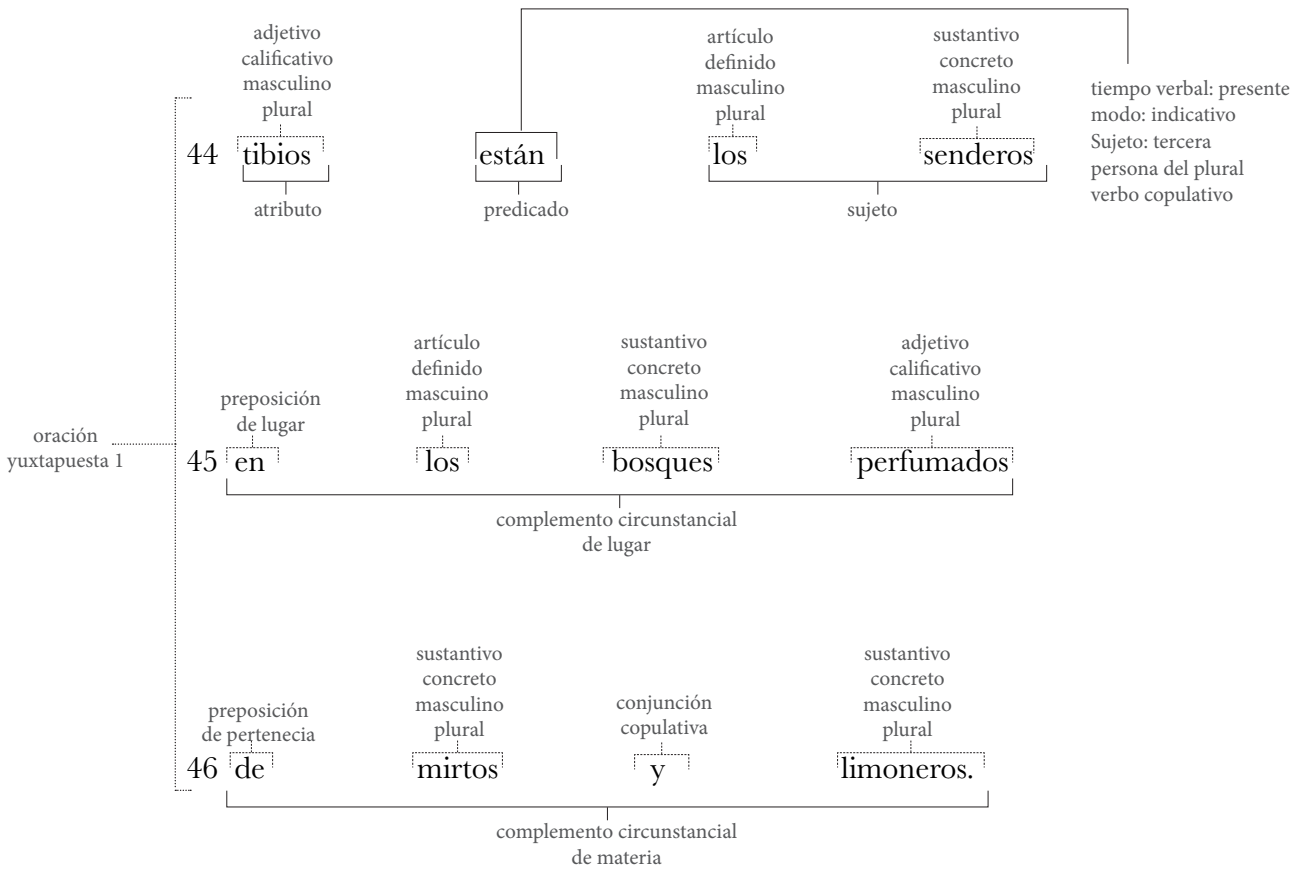 adjetivo
calificativo
masculino
plural
artículo
definido
masculino
plural
sustantivo
concreto
masculino
plural
tiempo verbal: presente
modo: indicativo
Sujeto: tercera
persona del plural
verbo copulativo
44 tibios están los senderos
atributo predicado sujeto
oración
yuxtapuesta 1
preposición
de lugar
artículo
definido
mascuino
plural
sustantivo
concreto
masculino
plural
adjetivo
calificativo
masculino
plural
45 en los bosques perfumados
complemento circunstancial
de lugar
preposición
de pertenecia
sustantivo
concreto
masculino
plural
conjunción
copulativa
sustantivo
concreto
masculino
plural
46 de mirtos y limoneros.
complemento circunstancial
de materia